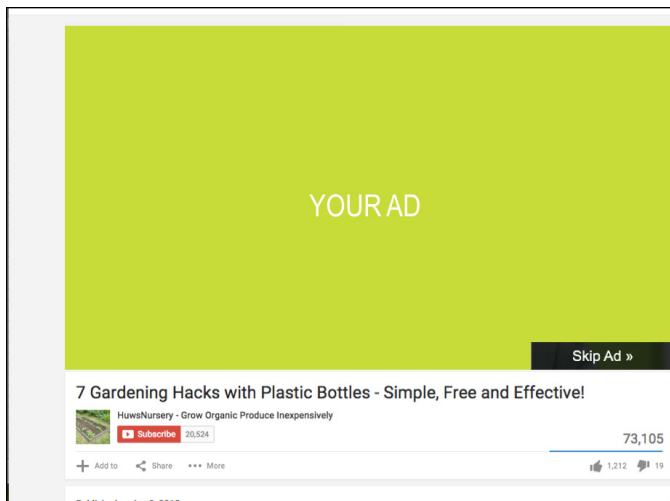 YOUR AD
Skip Ad »
7 Gardening Hacks with Plastic Bottles - Simple, Free and Effective!
HuwsNursery - Grow Organic Produce Inexpensively
Subscribe 20,524
73,105
Add to Share ••• More 1,212 19